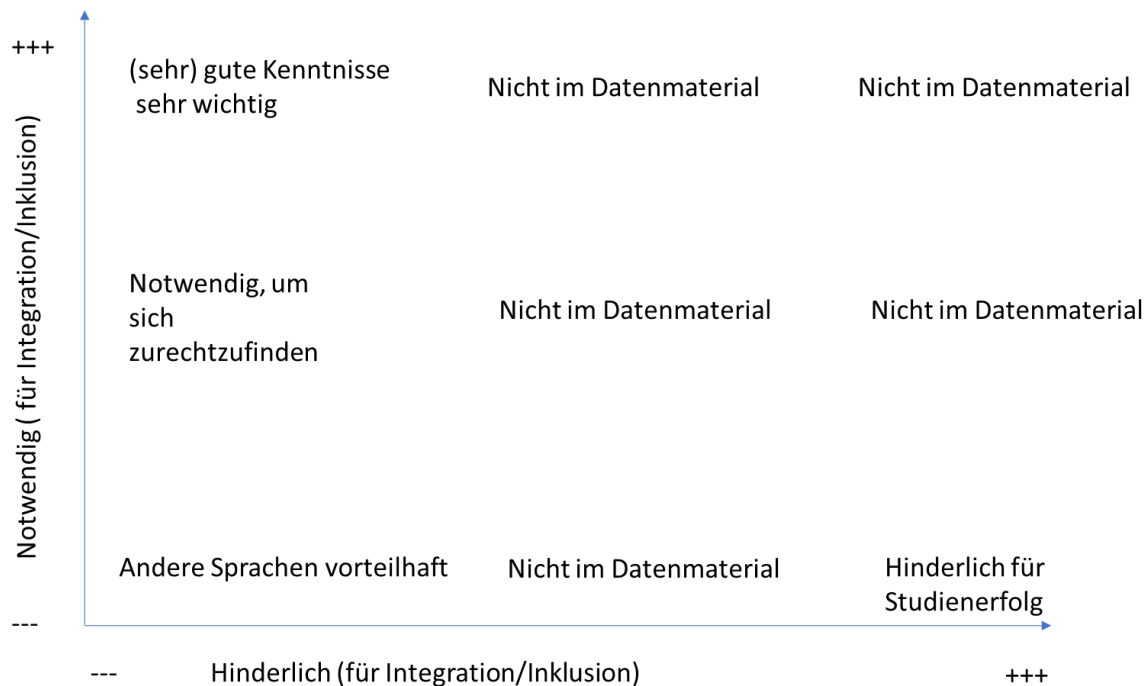 +++
(sehr) gute Kenntnisse
sehr wichtig
Nicht im Datenmaterial
Nicht im Datenmaterial
Notwendig ( für Integration/Inklusion)
Notwendig, um
sich
zurechtzufinden
Nicht im Datenmaterial
Nicht im Datenmaterial
Andere Sprachen vorteilhaft
Nicht im Datenmaterial
Hinderlich für
Studienerfolg
---
--- Hinderlich (für Integration/Inklusion) +++